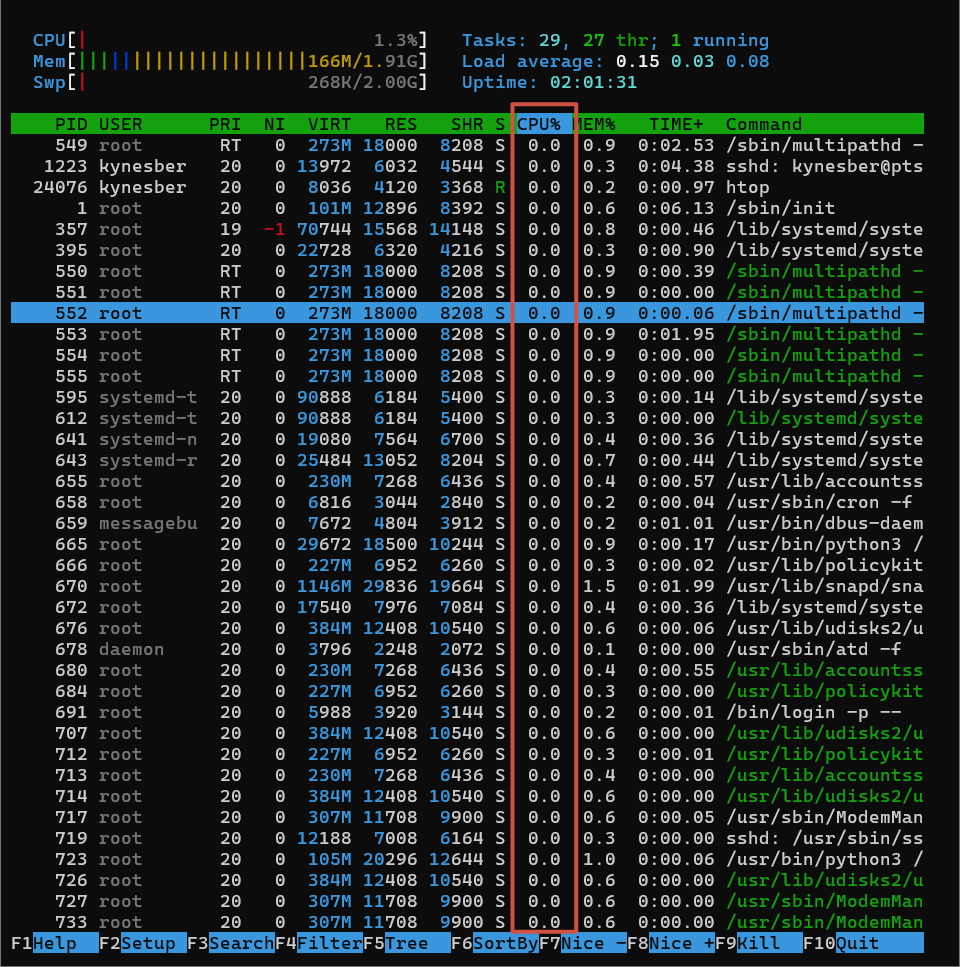 CPU[| 1.3%] Tasks: 29, 27 thr; 1 running
Mem[|||||||||||||||||||||166M/1.91G] Load average: 0.15 0.03 0.08
Swp[| 268K/2.00G] Uptime: 02:01:31
PID USER PRI NI VIRT RES SHR S CPU% MEM% TIME+ Command
549 root RT 0 273M 18000 8208 S 0.0 0.9 0:02.53 /sbin/multipathd -
1223 kynesber 20 0 13972 6032 4544 S 0.0 0.3 0:04.38 sshd: kynesber@pts
24076 kynesber 20 0 8036 4120 3368 R 0.0 0.2 0:00.97 htop
1 root 20 0 101M 12896 8392 S 0.0 0.6 0:06.13 /sbin/init
357 root 19 -1 70744 15568 14148 S 0.0 0.8 0:00.46 /lib/systemd/syste
395 root 20 0 22728 6320 4216 S 0.0 0.3 0:00.90 /lib/systemd/syste
550 root RT 0 273M 18000 8208 S 0.0 0.9 0:00.39 /sbin/multipathd -
551 root RT 0 273M 18000 8208 S 0.0 0.9 0:00.00 /sbin/multipathd -
552 root RT 0 273M 18000 8208 S 0.0 0.9 0:00.06 /sbin/multipathd -
553 root RT 0 273M 18000 8208 S 0.0 0.9 0:01.95 /sbin/multipathd -
554 root RT 0 273M 18000 8208 S 0.0 0.9 0:00.00 /sbin/multipathd -
555 root RT 0 273M 18000 8208 S 0.0 0.9 0:00.00 /sbin/multipathd -
595 systemd-t 20 0 90888 6184 5400 S 0.0 0.3 0:00.14 /lib/systemd/syste
612 systemd-t 20 0 90888 6184 5400 S 0.0 0.3 0:00.00 /lib/systemd/syste
641 systemd-n 20 0 19080 7564 6700 S 0.0 0.4 0:00.36 /lib/systemd/syste
643 systemd-r 20 0 25484 13052 8204 S 0.0 0.7 0:00.44 /lib/systemd/syste
655 root 20 0 230M 7268 6436 S 0.0 0.4 0:00.57 /usr/lib/accountss
658 root 20 0 6816 3044 2840 S 0.0 0.2 0:00.04 /usr/sbin/cron -f
659 messagebu 20 0 7672 4804 3912 S 0.0 0.2 0:01.01 /usr/bin/dbus-daem
665 root 20 0 29672 18500 10244 S 0.0 0.9 0:00.17 /usr/bin/python3 /
666 root 20 0 227M 6952 6260 S 0.0 0.3 0:00.02 /usr/lib/policykit
670 root 20 0 1146M 29836 19664 S 0.0 1.5 0:01.99 /usr/lib/snapd/sna
672 root 20 0 17540 7976 7084 S 0.0 0.4 0:00.36 /lib/systemd/syste
676 root 20 0 384M 12408 10540 S 0.0 0.6 0:00.06 /usr/lib/udisks2/u
678 daemon 20 0 3796 2248 2072 S 0.0 0.1 0:00.00 /usr/sbin/atd -f
680 root 20 0 230M 7268 6436 S 0.0 0.4 0:00.55 /usr/lib/accountss
684 root 20 0 227M 6952 6260 S 0.0 0.3 0:00.00 /usr/lib/policykit
691 root 20 0 5988 3920 3144 S 0.0 0.2 0:00.01 /bin/login -p --
707 root 20 0 384M 12408 10540 S 0.0 0.6 0:00.00 /usr/lib/udisks2/u
712 root 20 0 227M 6952 6260 S 0.0 0.3 0:00.01 /usr/lib/policykit
713 root 20 0 230M 7268 6436 S 0.0 0.4 0:00.00 /usr/lib/accountss
714 root 20 0 384M 12408 10540 S 0.0 0.6 0:00.00 /usr/lib/udisks2/u
717 root 20 0 307M 11708 9900 S 0.0 0.6 0:00.05 /usr/sbin/ModemMan
719 root 20 0 12188 7008 6164 S 0.0 0.3 0:00.00 sshd: /usr/sbin/ss
723 root 20 0 105M 20296 12644 S 0.0 1.0 0:00.06 /usr/bin/python3 /
726 root 20 0 384M 12408 10540 S 0.0 0.6 0:00.00 /usr/lib/udisks2/u
727 root 20 0 307M 11708 9900 S 0.0 0.6 0:00.00 /usr/sbin/ModemMan
733 root 20 0 307M 11708 9900 S 0.0 0.6 0:00.00 /usr/sbin/ModemMan
F1Help F2Setup F3SearchF4FilterF5Tree F6SortByF7Nice -F8Nice +F9Kill F10Quit